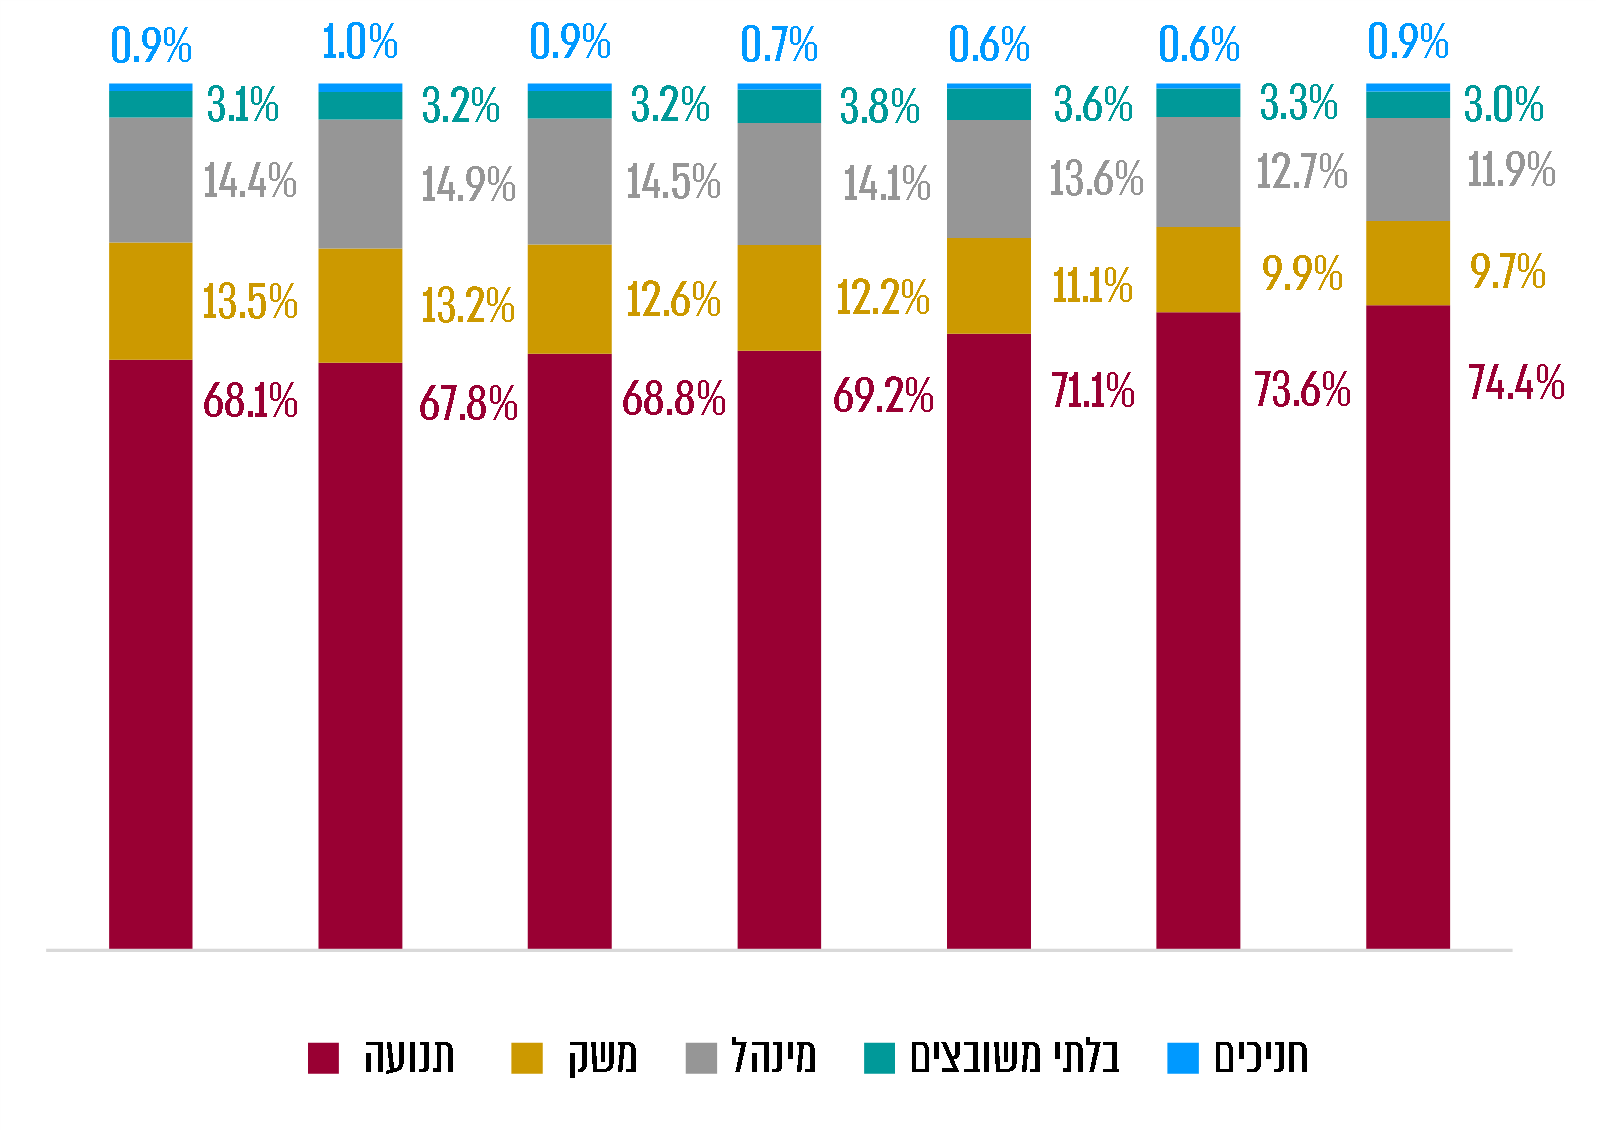 0.9% 1.0% 0.9% 0.7% 0.6% 0.6% 0.9%
3.1% 3.2% 3.2% 3.8% 3.6% 3.3% 3.0%
14.4% 14.9% 14.5% 14.1% 13.6% 12.7% 11.9%
13.5% 13.2% 12.6% 12.2% 11.1% 9.9% 9.7%
68.1% 67.8% 68.8% 69.2% 71.1% 73.6% 74.4%
חניכים בלתי משובצים מינהל משק תנועה